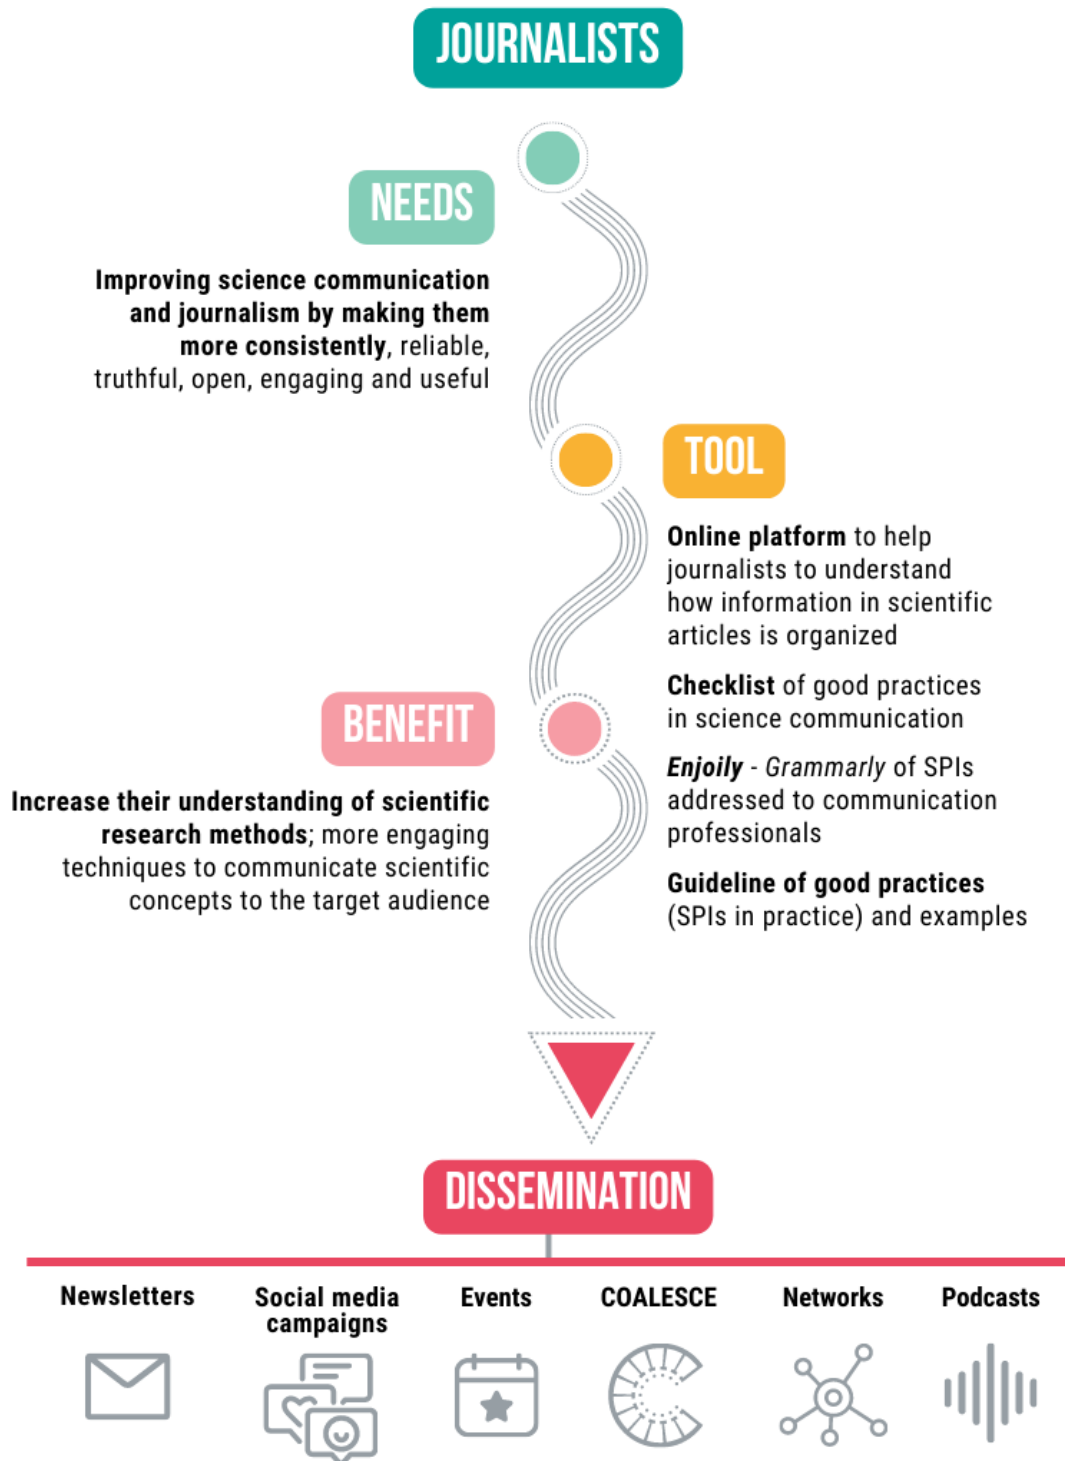 JOURNALISTS
NEEDS
Improving science communication
and journalism by making them
more consistently, reliable,
truthful, open, engaging and useful
TOOL
Online platform to help
journalists to understand
how information in scientific
articles is organized
Checklist of good practices
in science communication
Enjoily - Grammarly of SPIs
addressed to communication
professionals
Guideline of good practices
(SPIs in practice) and examples
BENEFIT
Increase their understanding of scientific
research methods; more engaging
techniques to communicate scientific
concepts to the target audience
DISSEMINATION
Newsletters
Social media
campaigns
Events
COALESCE
Networks
Podcasts